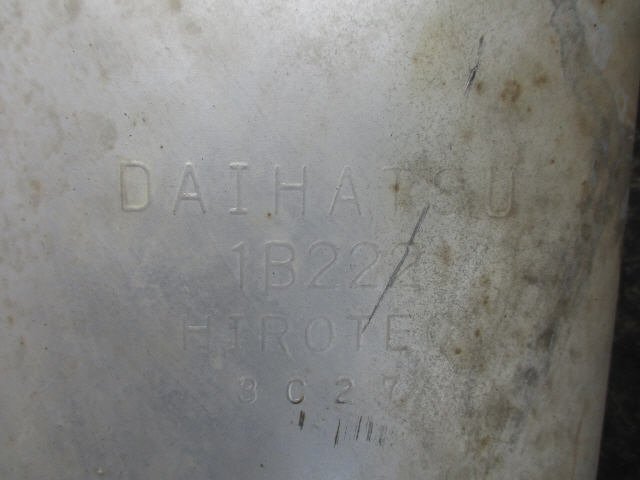 DAIHATSU
1B222
HIROTEC
3027